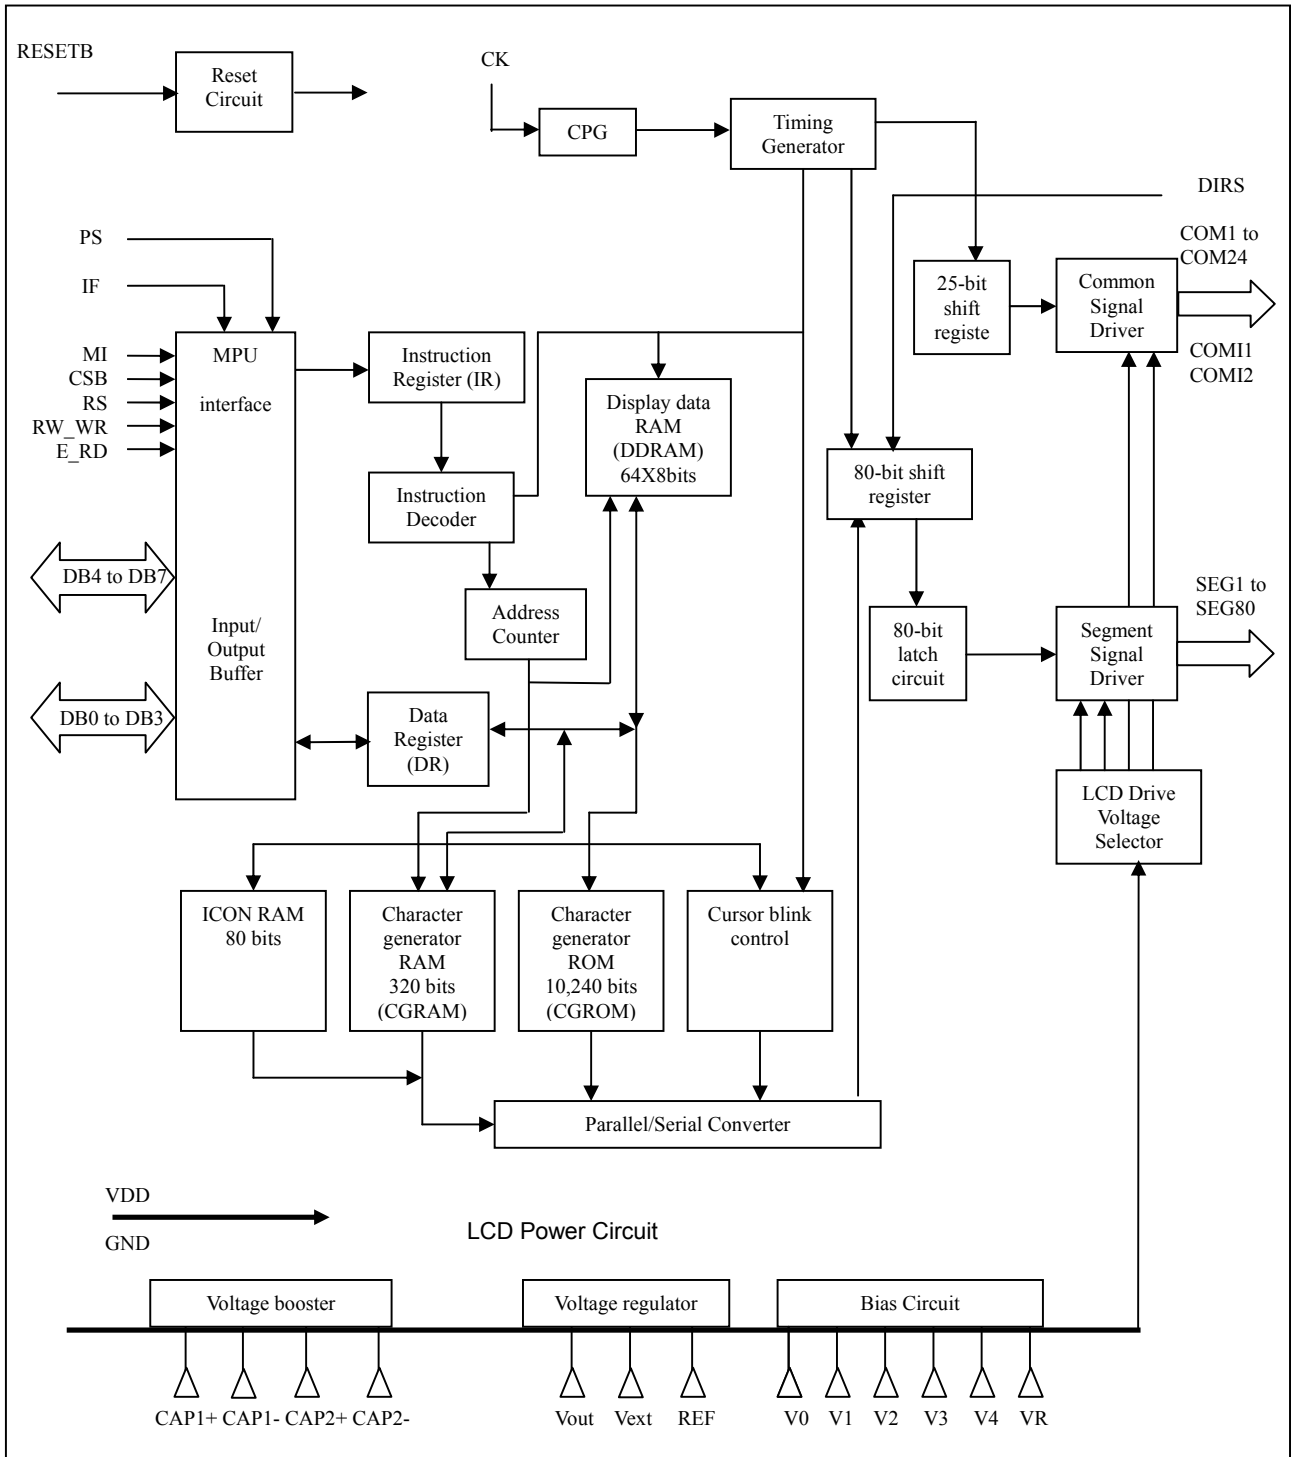 RESETB
Reset
Circuit
CK
CPG
Timing
Generator
DIRS
PS
IF
COM1 to
COM24
25-bit
shift
registe
Common
Signal
Driver
COMI1
COMI2
MI
CSB
RS
RW_WR
E_RD
MPU
interface
Instruction
Register (IR)
Display data
RAM
(DDRAM)
64X8bits
80-bit shift
register
Instruction
Decoder
DB4 to DB7
Input/
Output
Buffer
Address
Counter
80-bit
latch
circuit
Segment
Signal
Driver
SEG1 to
SEG80
DB0 to DB3
Data
Register
(DR)
LCD Drive
Voltage
Selector
ICON RAM
80 bits
Character
generator
RAM
320 bits
(CGRAM)
Character
generator
ROM
10,240 bits
(CGROM)
Cursor blink
control
Parallel/Serial Converter
VDD
GND
LCD Power Circuit
Voltage booster
Voltage regulator
Bias Circuit
CAP1+ CAP1- CAP2+ CAP2-
Vout Vext REF
V0 V1 V2 V3 V4 VR